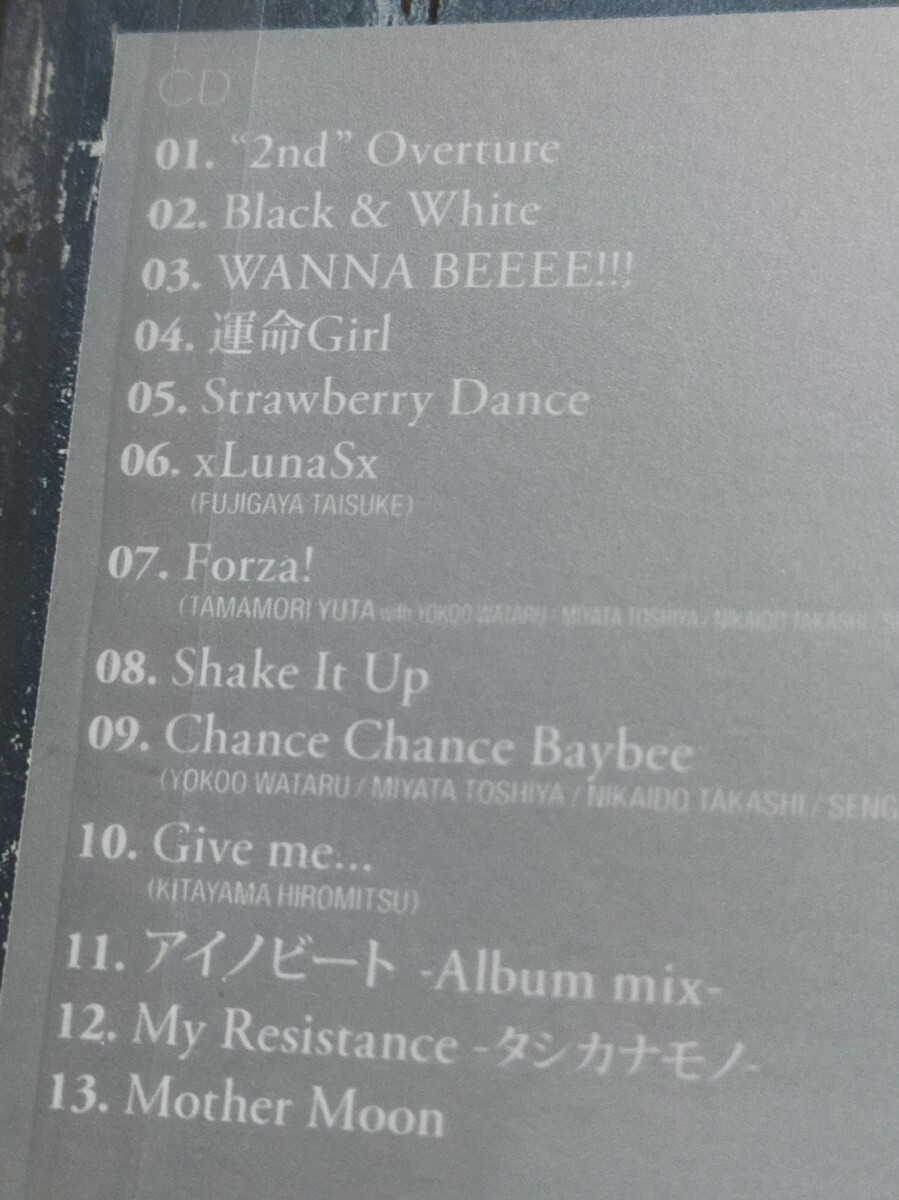 CD
01. “2nd” Overture
02. Black & White
03. WANNA BEEEE!!!
04. 運命Girl
05. Strawberry Dance
06. xLunaSx
(FUJIGAYA TAISUKE)
07. Forza!
(TAMAMORI YUTA with YOKOO WATARU / MIYATA TOSHIYA / NIKAIDO TAKASHI /
08. Shake It Up
09. Chance Chance Baybee
(YOKOO WATARU / MIYATA TOSHIYA / NIKAIDO TAKASHI / SENG
10. Give me...
(KITAYAMA HIROMITSU)
11. アイノビート -Album mix-
12. My Resistance -タシカナモノ-
13. Mother Moon